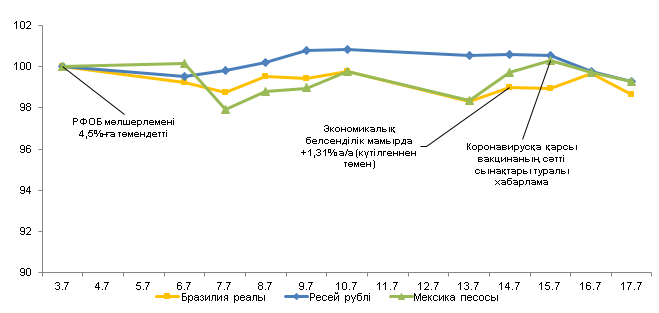 102
100
98
96
94
92
90
РФОБ мөлшерлемені
4,5%-ға төмендетті
Экономикалық
белсенділік мамырда
+1,31% а/а (күтілгеннен
төмен)
Коронавирусқа қарсы
вакцинаның сәтті
сынақтары туралы
хабарлама
3.7 4.7 5.7 6.7 7.7 8.7 9.7 10.7 11.7 12.7 13.7 14.7 15.7 16.7 17.7
Бразилия реалы Ресей рублі Мексика песосы